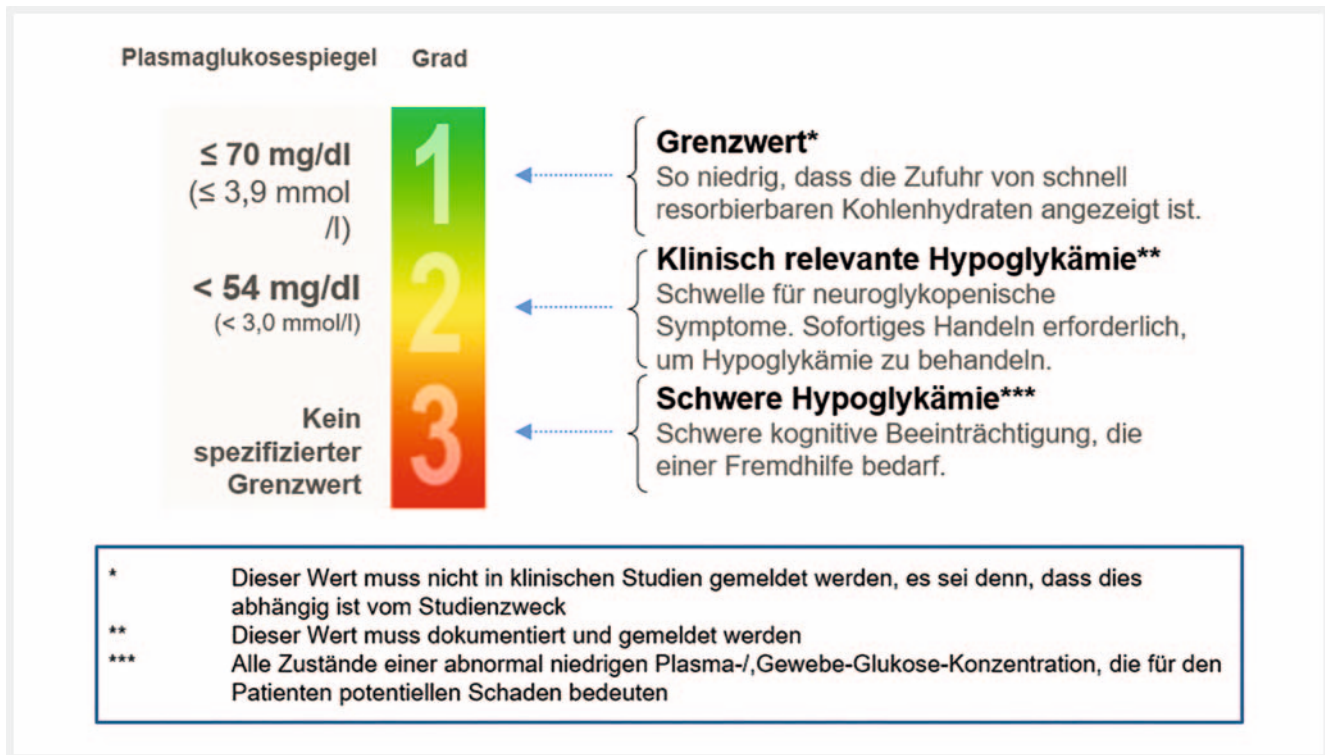 Plasmaglukosespiegel Grad
≤ 70 mg/dl
(≤ 3,9 mmol
/l)
1
Grenzwert*
So niedrig, dass die Zufuhr von schnell
resorbierbaren Kohlenhydraten angezeigt ist.
< 54 mg/dl
(< 3,0 mmol/l)
2
Klinisch relevante Hypoglykämie**
Schwelle für neuroglykopenische
Symptome. Sofortiges Handeln erforderlich,
um Hypoglykämie zu behandeln.
Kein
spezifizierter
Grenzwert
3
Schwere Hypoglykämie***
Schwere kognitive Beeinträchtigung, die
einer Fremdhilfe bedarf.
* Dieser Wert muss nicht in klinischen Studien gemeldet werden, es sei denn, dass dies
abhängig ist vom Studienzweck
** Dieser Wert muss dokumentiert und gemeldet werden
*** Alle Zustände einer abnormal niedrigen Plasma-/,Gewebe-Glukose-Konzentration, die für den
Patienten potentiellen Schaden bedeuten